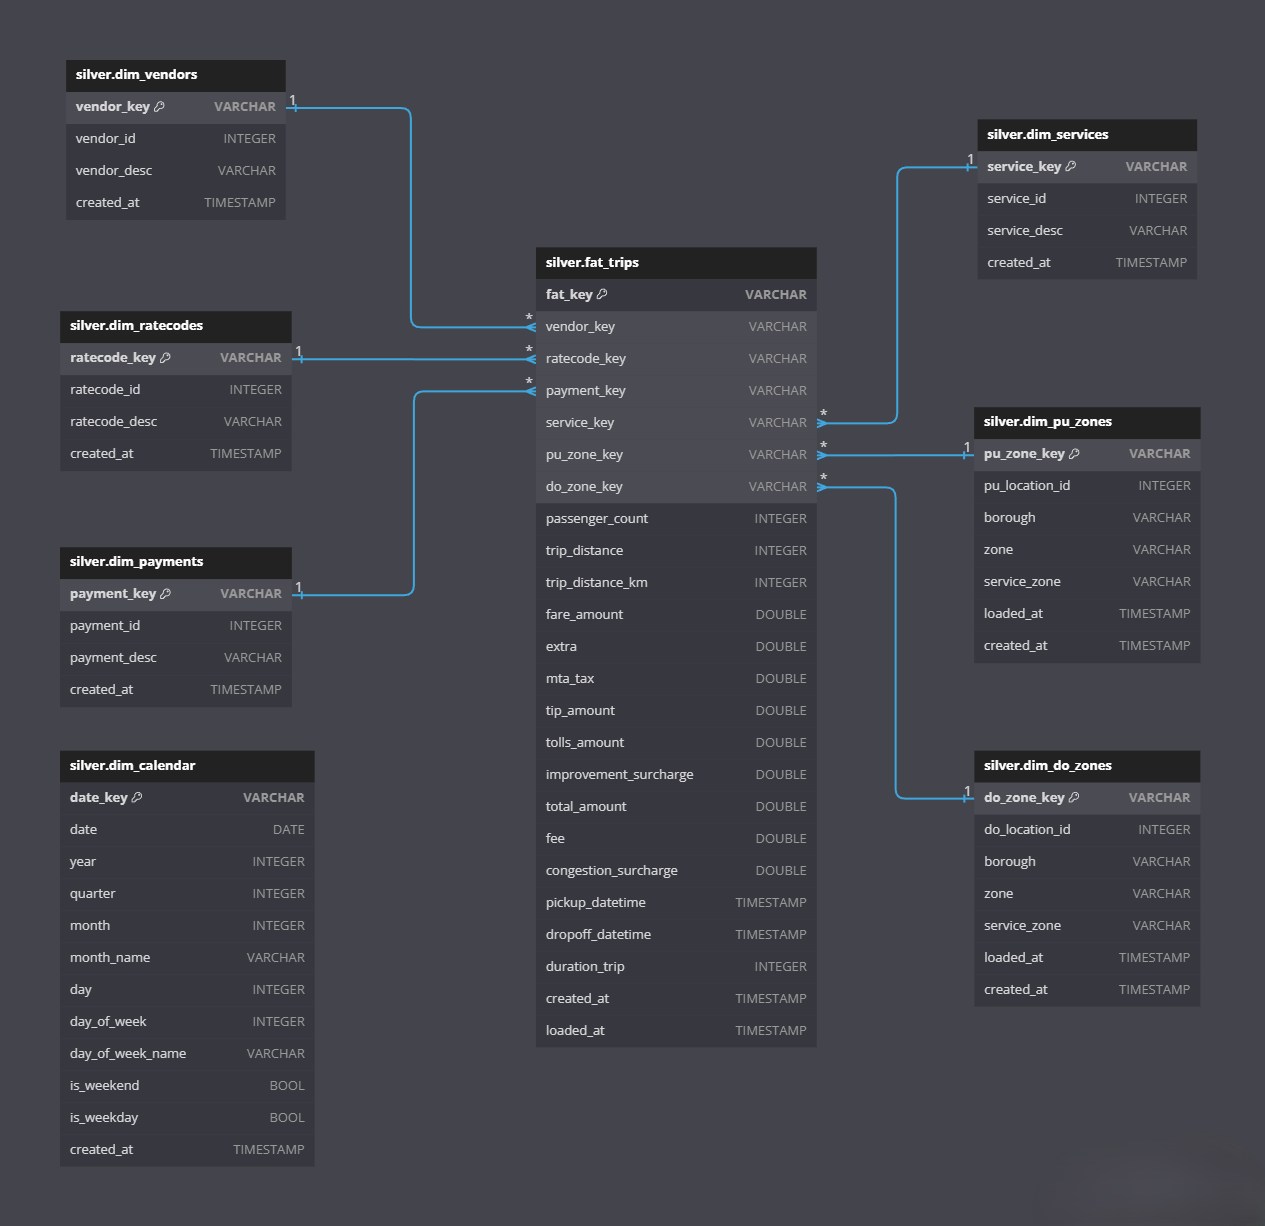 silver.dim_vendors
vendor_key VARCHAR
vendor_id INTEGER
vendor_desc VARCHAR
created_at TIMESTAMP
1
silver.dim_ratecodes
ratecode_key VARCHAR
ratecode_id INTEGER
ratecode_desc VARCHAR
created_at TIMESTAMP
1
silver.dim_payments
payment_key VARCHAR
payment_id INTEGER
payment_desc VARCHAR
created_at TIMESTAMP
1
silver.dim_calendar
date_key VARCHAR
date DATE
year INTEGER
quarter INTEGER
month INTEGER
month_name VARCHAR
day INTEGER
day_of_week INTEGER
day_of_week_name VARCHAR
is_weekend BOOL
is_weekday BOOL
created_at TIMESTAMP
silver.fat_trips
fat_key VARCHAR
* vendor_key VARCHAR
* ratecode_key VARCHAR
* payment_key VARCHAR
service_key VARCHAR *
pu_zone_key VARCHAR *
do_zone_key VARCHAR *
passenger_count INTEGER
trip_distance INTEGER
trip_distance_km INTEGER
fare_amount DOUBLE
extra DOUBLE
mta_tax DOUBLE
tip_amount DOUBLE
tolls_amount DOUBLE
improvement_surcharge DOUBLE
total_amount DOUBLE
fee DOUBLE
congestion_surcharge DOUBLE
pickup_datetime TIMESTAMP
dropoff_datetime TIMESTAMP
duration_trip INTEGER
created_at TIMESTAMP
loaded_at TIMESTAMP
silver.dim_services
1
service_key VARCHAR
service_id INTEGER
service_desc VARCHAR
created_at TIMESTAMP
silver.dim_pu_zones
1
pu_zone_key VARCHAR
pu_location_id INTEGER
borough VARCHAR
zone VARCHAR
service_zone VARCHAR
loaded_at TIMESTAMP
created_at TIMESTAMP
silver.dim_do_zones
1
do_zone_key VARCHAR
do_location_id INTEGER
borough VARCHAR
zone VARCHAR
service_zone VARCHAR
loaded_at TIMESTAMP
created_at TIMESTAMP